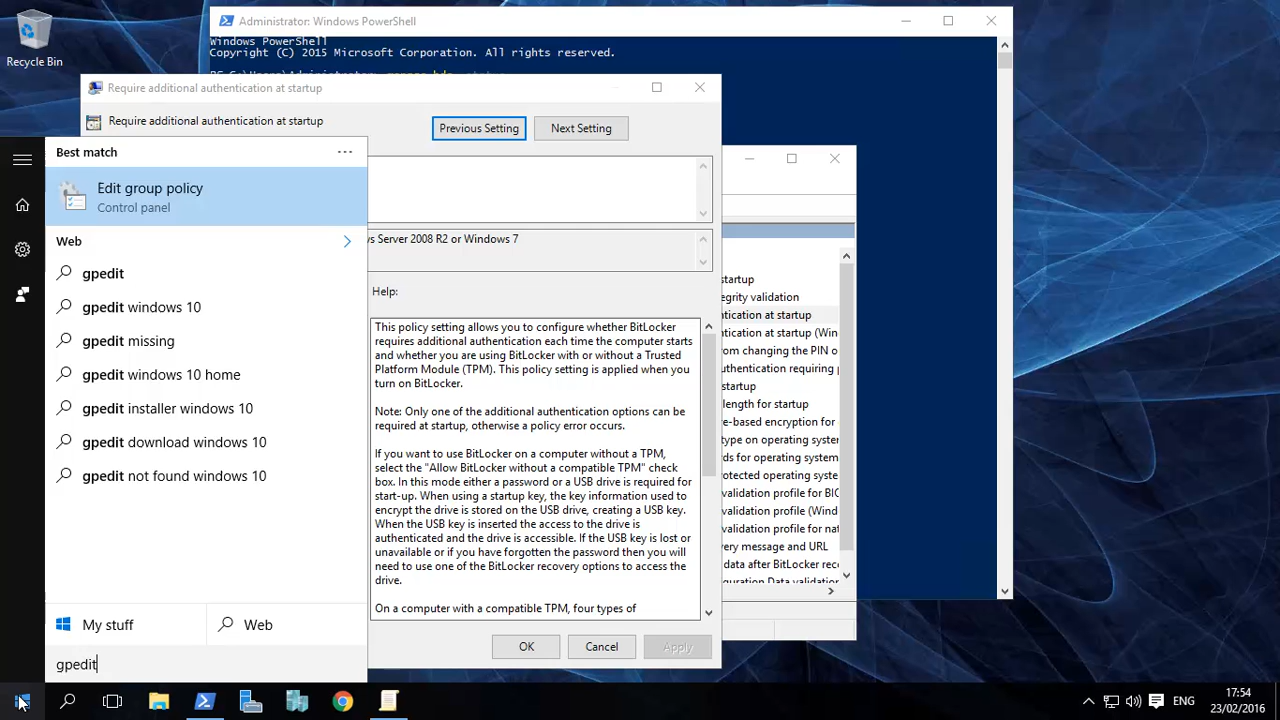 Recycle Bin
Administrator: Windows PowerShell
Windows PowerShell
Copyright (C) 2015 Microsoft Corporation. All rights reserved.
Require additional authentication at startup
Require additional authentication at startup
Previous Setting
Next Setting
Best match
Edit group policy
Control panel
Web
gpedit
gpedit windows 10
gpedit missing
gpedit windows 10 home
gpedit installer windows 10
gpedit download windows 10
gpedit not found windows 10
My stuff
Web
gpedit
Server 2008 R2 or Windows 7
Help:
This policy setting allows you to configure whether BitLocker
requires additional authentication each time the computer starts
and whether you are using BitLocker with or without a Trusted
Platform Module (TPM). This policy setting is applied when you
turn on BitLocker.
Note: Only one of the additional authentication options can be
required at startup, otherwise a policy error occurs.
If you want to use BitLocker on a computer without a TPM,
select the "Allow BitLocker without a compatible TPM" check
box. In this mode either a password or a USB drive is required for
start-up. When using a startup key, the key information used to
encrypt the drive is stored on the USB drive, creating a USB key.
When the USB key is inserted the access to the drive is
authenticated and the drive is accessible. If the USB key is lost or
unavailable or if you have forgotten the password then you will
need to use one of the BitLocker recovery options to access the
drive.
On a computer with a compatible TPM, four types of
OK
Cancel
Apply
startup
egrity validation
ntication at startup
ntication at startup (Win
rom changing the PIN o
uthentication requiring
startup
length for startup
re-based encryption for
type on operating system
rds for operating system
rotected operating system
validation profile for BIO
validation profile (Wind
validation profile for nat
very message and URL
data after BitLocker reco
guration Data validation
ENG
17:54
23/02/2016